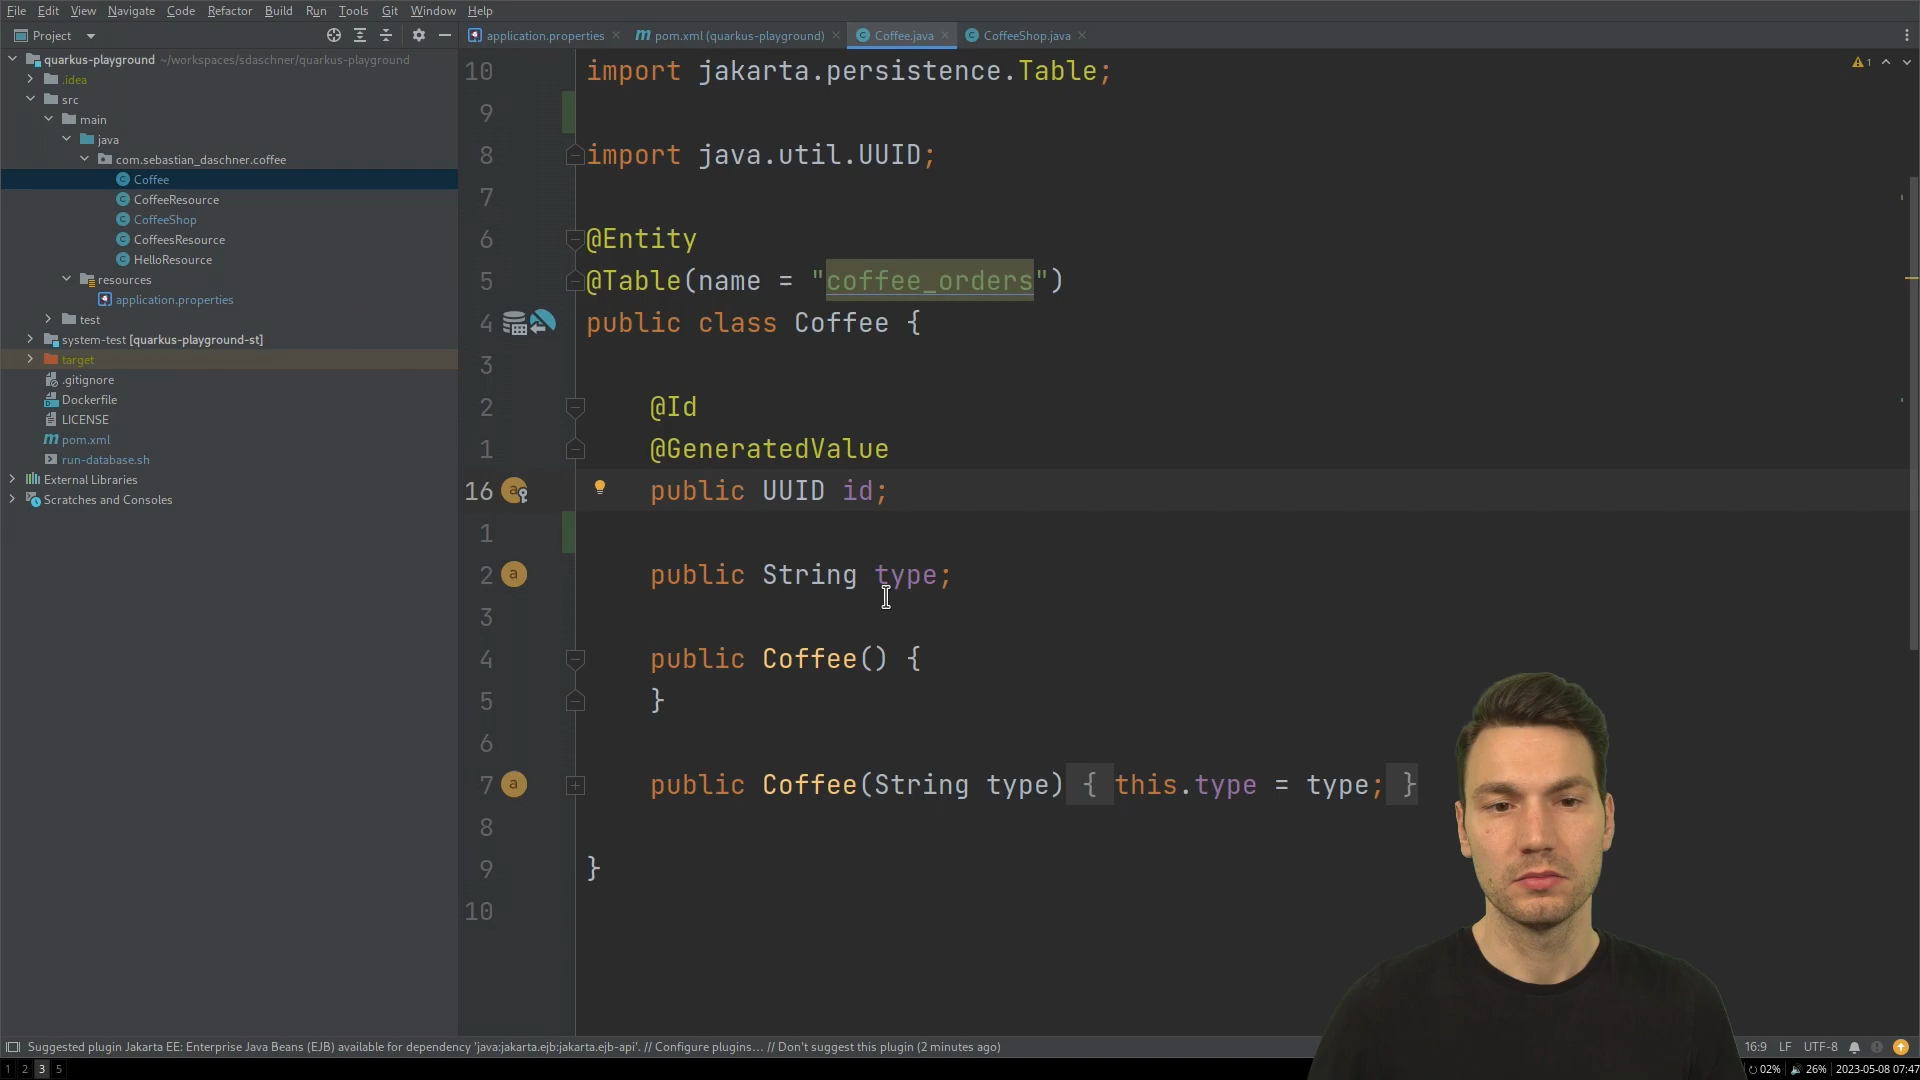 File Edit View Navigate Code Refactor Build Run Tools Git Window Help
Project
application.properties
pom.xml (quarkus-playground)
Coffee.java
CoffeeShop.java
quarkus-playground ~/workspaces/sdaschner/quarkus-playground
.idea
src
main
java
com.sebastian_daschner.coffee
Coffee
CoffeeResource
CoffeeShop
CoffeesResource
HelloResource
resources
application.properties
test
system-test [quarkus-playground-st]
target
.gitignore
Dockerfile
LICENSE
pom.xml
run-database.sh
External Libraries
Scratches and Consoles
1
10 import jakarta.persistence.Table;
9
8 import java.util.UUID;
7
6 @Entity
5 @Table(name = "coffee_orders")
4 public class Coffee {
3
2 @Id
1 @GeneratedValue
16 public UUID id;
1
2 public String type;
3
4 public Coffee() {
5 }
6
7 public Coffee(String type) { this.type = type; }
8
9 }
10
Suggested plugin Jakarta EE: Enterprise Java Beans (EJB) available for dependency 'java:jakarta.ejb:jakarta.ejb-api'. // Configure plugins... // Don't suggest this plugin (2 minutes ago)
16:9 LF UTF-8
1 2 3 5
02% 26% 2023-05-08 07:47